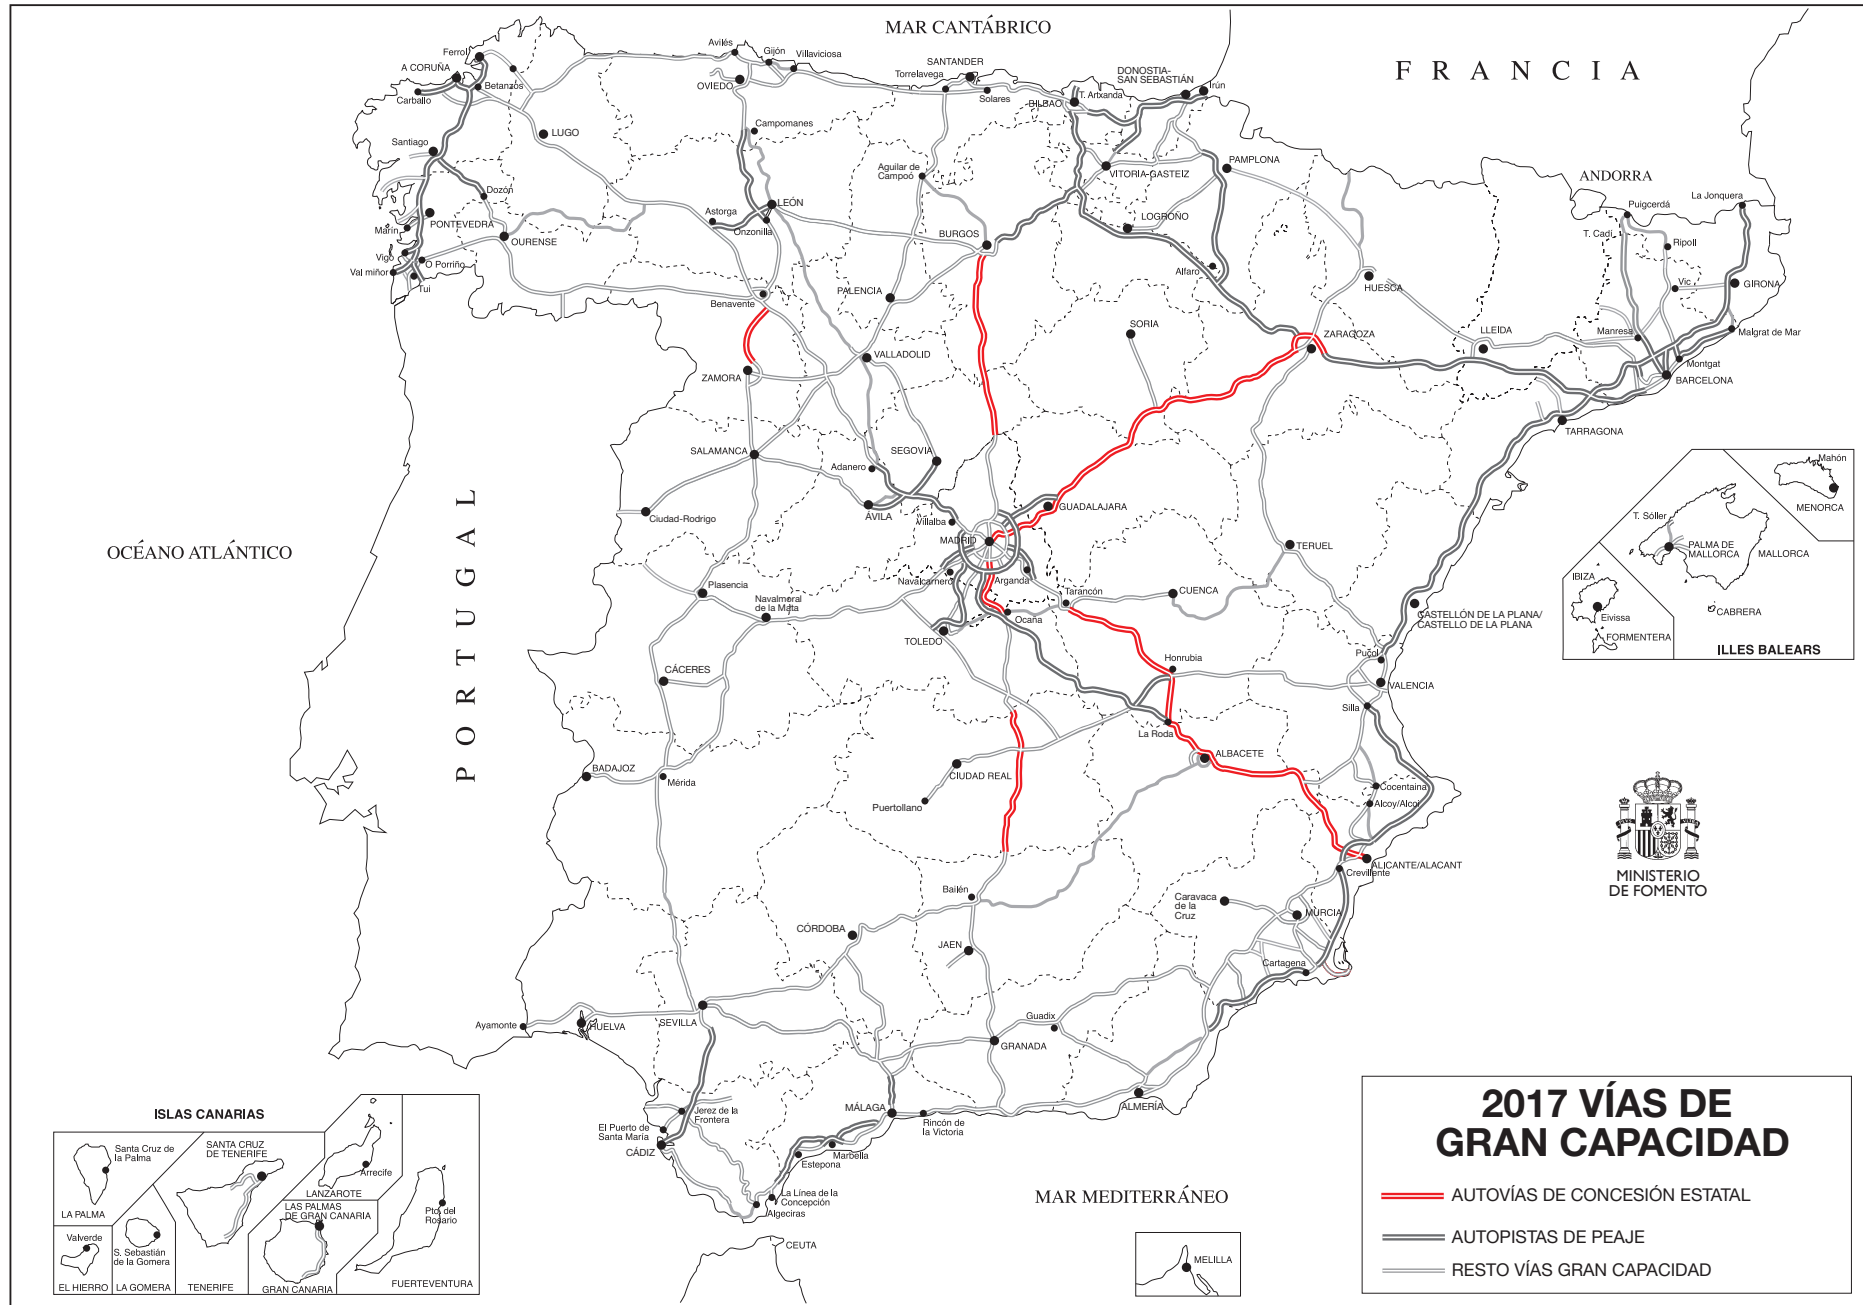 MAR CANTÁBRICO
FRANCIA
ANDORRA
PORTUGAL
OCÉANO ATLÁNTICO
MAR MEDITERRÁNEO
Ferrol
A CORUÑA
Carballo
Betanzos
Santiago
LUGO
Dozón
PONTEVEDRA
Marín
Vigo
Val miñor
O Porriño
Tui
OURENSE
Avilés
Gijón
Villaviciosa
OVIEDO
Campomanes
LEÓN
Astorga
Onzonilla
Benavente
SANTANDER
Torrelavega
Solares
Aguilar de
Campoó
BURGOS
PALENCIA
VALLADOLID
ZAMORA
BILBAO
T. Artxanda
DONOSTIA-
SAN SEBASTIÁN
Irún
VITORIA-GASTEIZ
PAMPLONA
LOGROÑO
Alfaro
SORIA
HUESCA
ZARAGOZA
LLEIDA
Puigcerdá
La Jonquera
T. Cadí
Ripoll
Vic
GIRONA
Manresa
Malgrat de Mar
Montgat
BARCELONA
TARRAGONA
SALAMANCA
Ciudad-Rodrigo
Adanero
SEGOVIA
ÁVILA
Villalba
MADRID
GUADALAJARA
Navalcarnero
Arganda
Tarancón
CUENCA
TERUEL
Plasencia
Navalmoral
de la Mata
TOLEDO
Ocaña
CASTELLÓN DE LA PLANA/
CASTELLO DE LA PLANA
Puçol
VALENCIA
Silla
Honrubia
La Roda
ALBACETE
CÁCERES
BADAJOZ
Mérida
CIUDAD REAL
Puertollano
Cocentaina
Alcoy/Alcoi
ALICANTE/ALACANT
Crevillente
Caravaca
de la
Cruz
MURCIA
Cartagena
Bailén
CÓRDOBA
JAEN
Guadix
GRANADA
ALMERÍA
Ayamonte
HUELVA
SEVILLA
Jerez de la
Frontera
El Puerto de
Santa María
CÁDIZ
MÁLAGA
Rincón de
la Victoria
Marbella
Estepona
La Línea de la
Concepción
Algeciras
CEUTA
MELILLA
Mahón
MENORCA
T. Sóller
PALMA DE
MALLORCA
MALLORCA
IBIZA
Eivissa
CABRERA
FORMENTERA
ILLES BALEARS
MINISTERIO
DE FOMENTO
ISLAS CANARIAS
Santa Cruz de
la Palma
LA PALMA
SANTA CRUZ
DE TENERIFE
Arrecife
LANZAROTE
LAS PALMAS
DE GRAN CANARIA
Pto. del
Rosario
Valverde
EL HIERRO
S. Sebastián
de la Gomera
LA GOMERA
TENERIFE
GRAN CANARIA
FUERTEVENTURA
2017 VÍAS DE
GRAN CAPACIDAD
AUTOVÍAS DE CONCESIÓN ESTATAL
AUTOPISTAS DE PEAJE
RESTO VÍAS GRAN CAPACIDAD